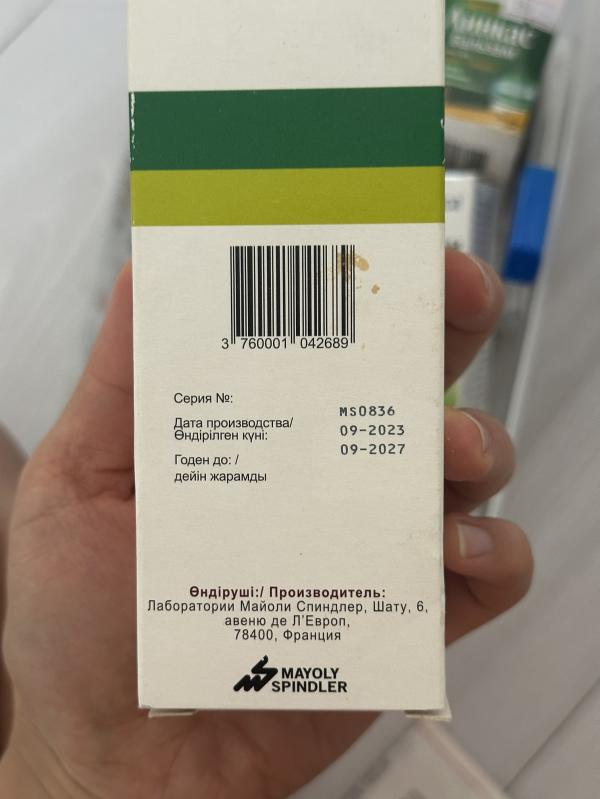 3 760001 042689
Серия №:
MS0836
Дата производства/
Өндірілген күні:
09-2023
Годен до: /
дейін жарамды
09-2027
Өндіруші:/ Производитель:
Лаборатории Майоли Спиндлер, Шату, 6,
авеню де Л'Европ,
78400, Франция
MAYOLY
SPINDLER